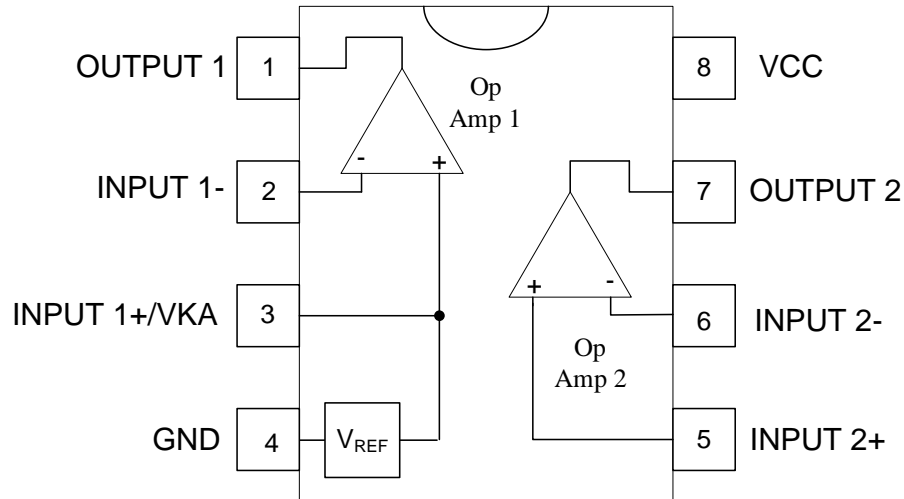 OUTPUT 1
1
Op
Amp 1
8
VCC
-
+
INPUT 1-
2
7
OUTPUT 2
INPUT 1+/VKA
3
+
-
6
INPUT 2-
Op
Amp 2
GND
4
VREF
5
INPUT 2+